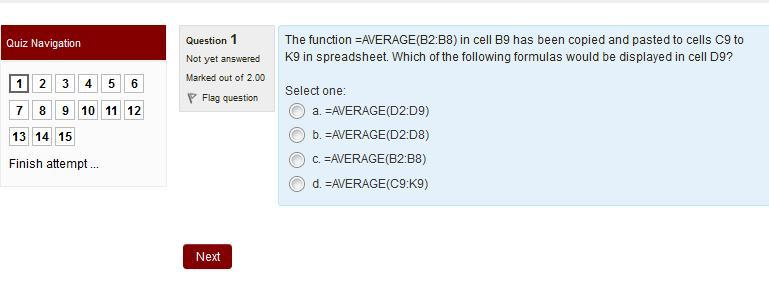 Quiz Navigation
1 2 3 4 5 6
7 8 9 10 11 12
13 14 15
Finish attempt ...
Question 1
Not yet answered
Marked out of 2.00
Flag question
The function =AVERAGE(B2:B8) in cell B9 has been copied and pasted to cells C9 to
K9 in spreadsheet. Which of the following formulas would be displayed in cell D9?
Select one:
a. =AVERAGE(D2:D9)
b. =AVERAGE(D2:D8)
c. =AVERAGE(B2:B8)
d. =AVERAGE(C9:K9)
Next